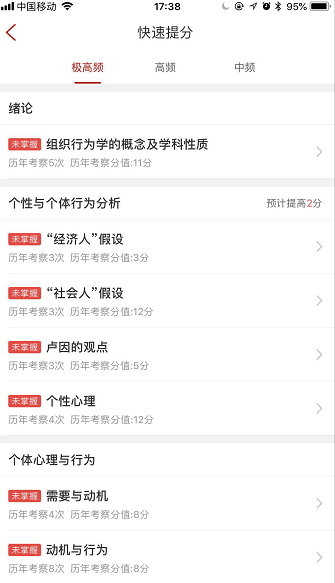 中国移动 17:38 95%
快速提分
极高频 高频 中频
绪论
未掌握 组织行为学的概念及学科性质
历年考察5次 历年考察分值:11分
个性与个体行为分析 预计提高2分
未掌握 “经济人”假设
历年考察3次 历年考察分值:3分
未掌握 “社会人”假设
历年考察3次 历年考察分值:12分
未掌握 卢因的观点
历年考察3次 历年考察分值:5分
未掌握 个性心理
历年考察4次 历年考察分值:12分
个体心理与行为
未掌握 需要与动机
历年考察4次 历年考察分值:8分
未掌握 动机与行为
历年考察8次 历年考察分值:8分